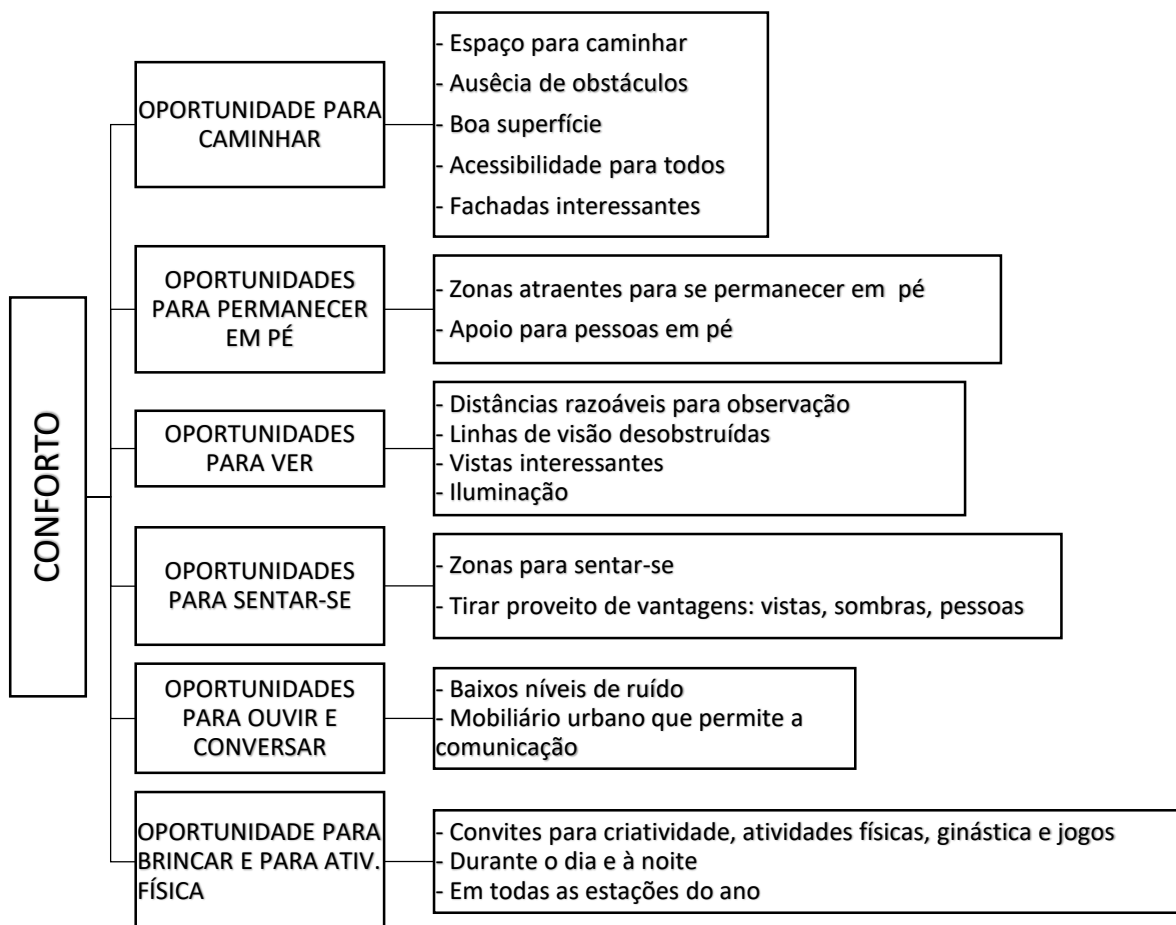 CONFORTO
OPORTUNIDADE PARA
CAMINHAR
- Espaço para caminhar
- Ausêcia de obstáculos
- Boa superfície
- Acessibilidade para todos
- Fachadas interessantes
OPORTUNIDADES
PARA PERMANECER
EM PÉ
- Zonas atraentes para se permanecer em pé
- Apoio para pessoas em pé
OPORTUNIDADES
PARA VER
- Distâncias razoáveis para observação
- Linhas de visão desobstruídas
- Vistas interessantes
- Iluminação
OPORTUNIDADES
PARA SENTAR-SE
- Zonas para sentar-se
- Tirar proveito de vantagens: vistas, sombras, pessoas
OPORTUNIDADES
PARA OUVIR E
CONVERSAR
- Baixos níveis de ruído
- Mobiliário urbano que permite a
comunicação
OPORTUNIDADE PARA
BRINCAR E PARA ATIV.
FÍSICA
- Convites para criatividade, atividades físicas, ginástica e jogos
- Durante o dia e à noite
- Em todas as estações do ano